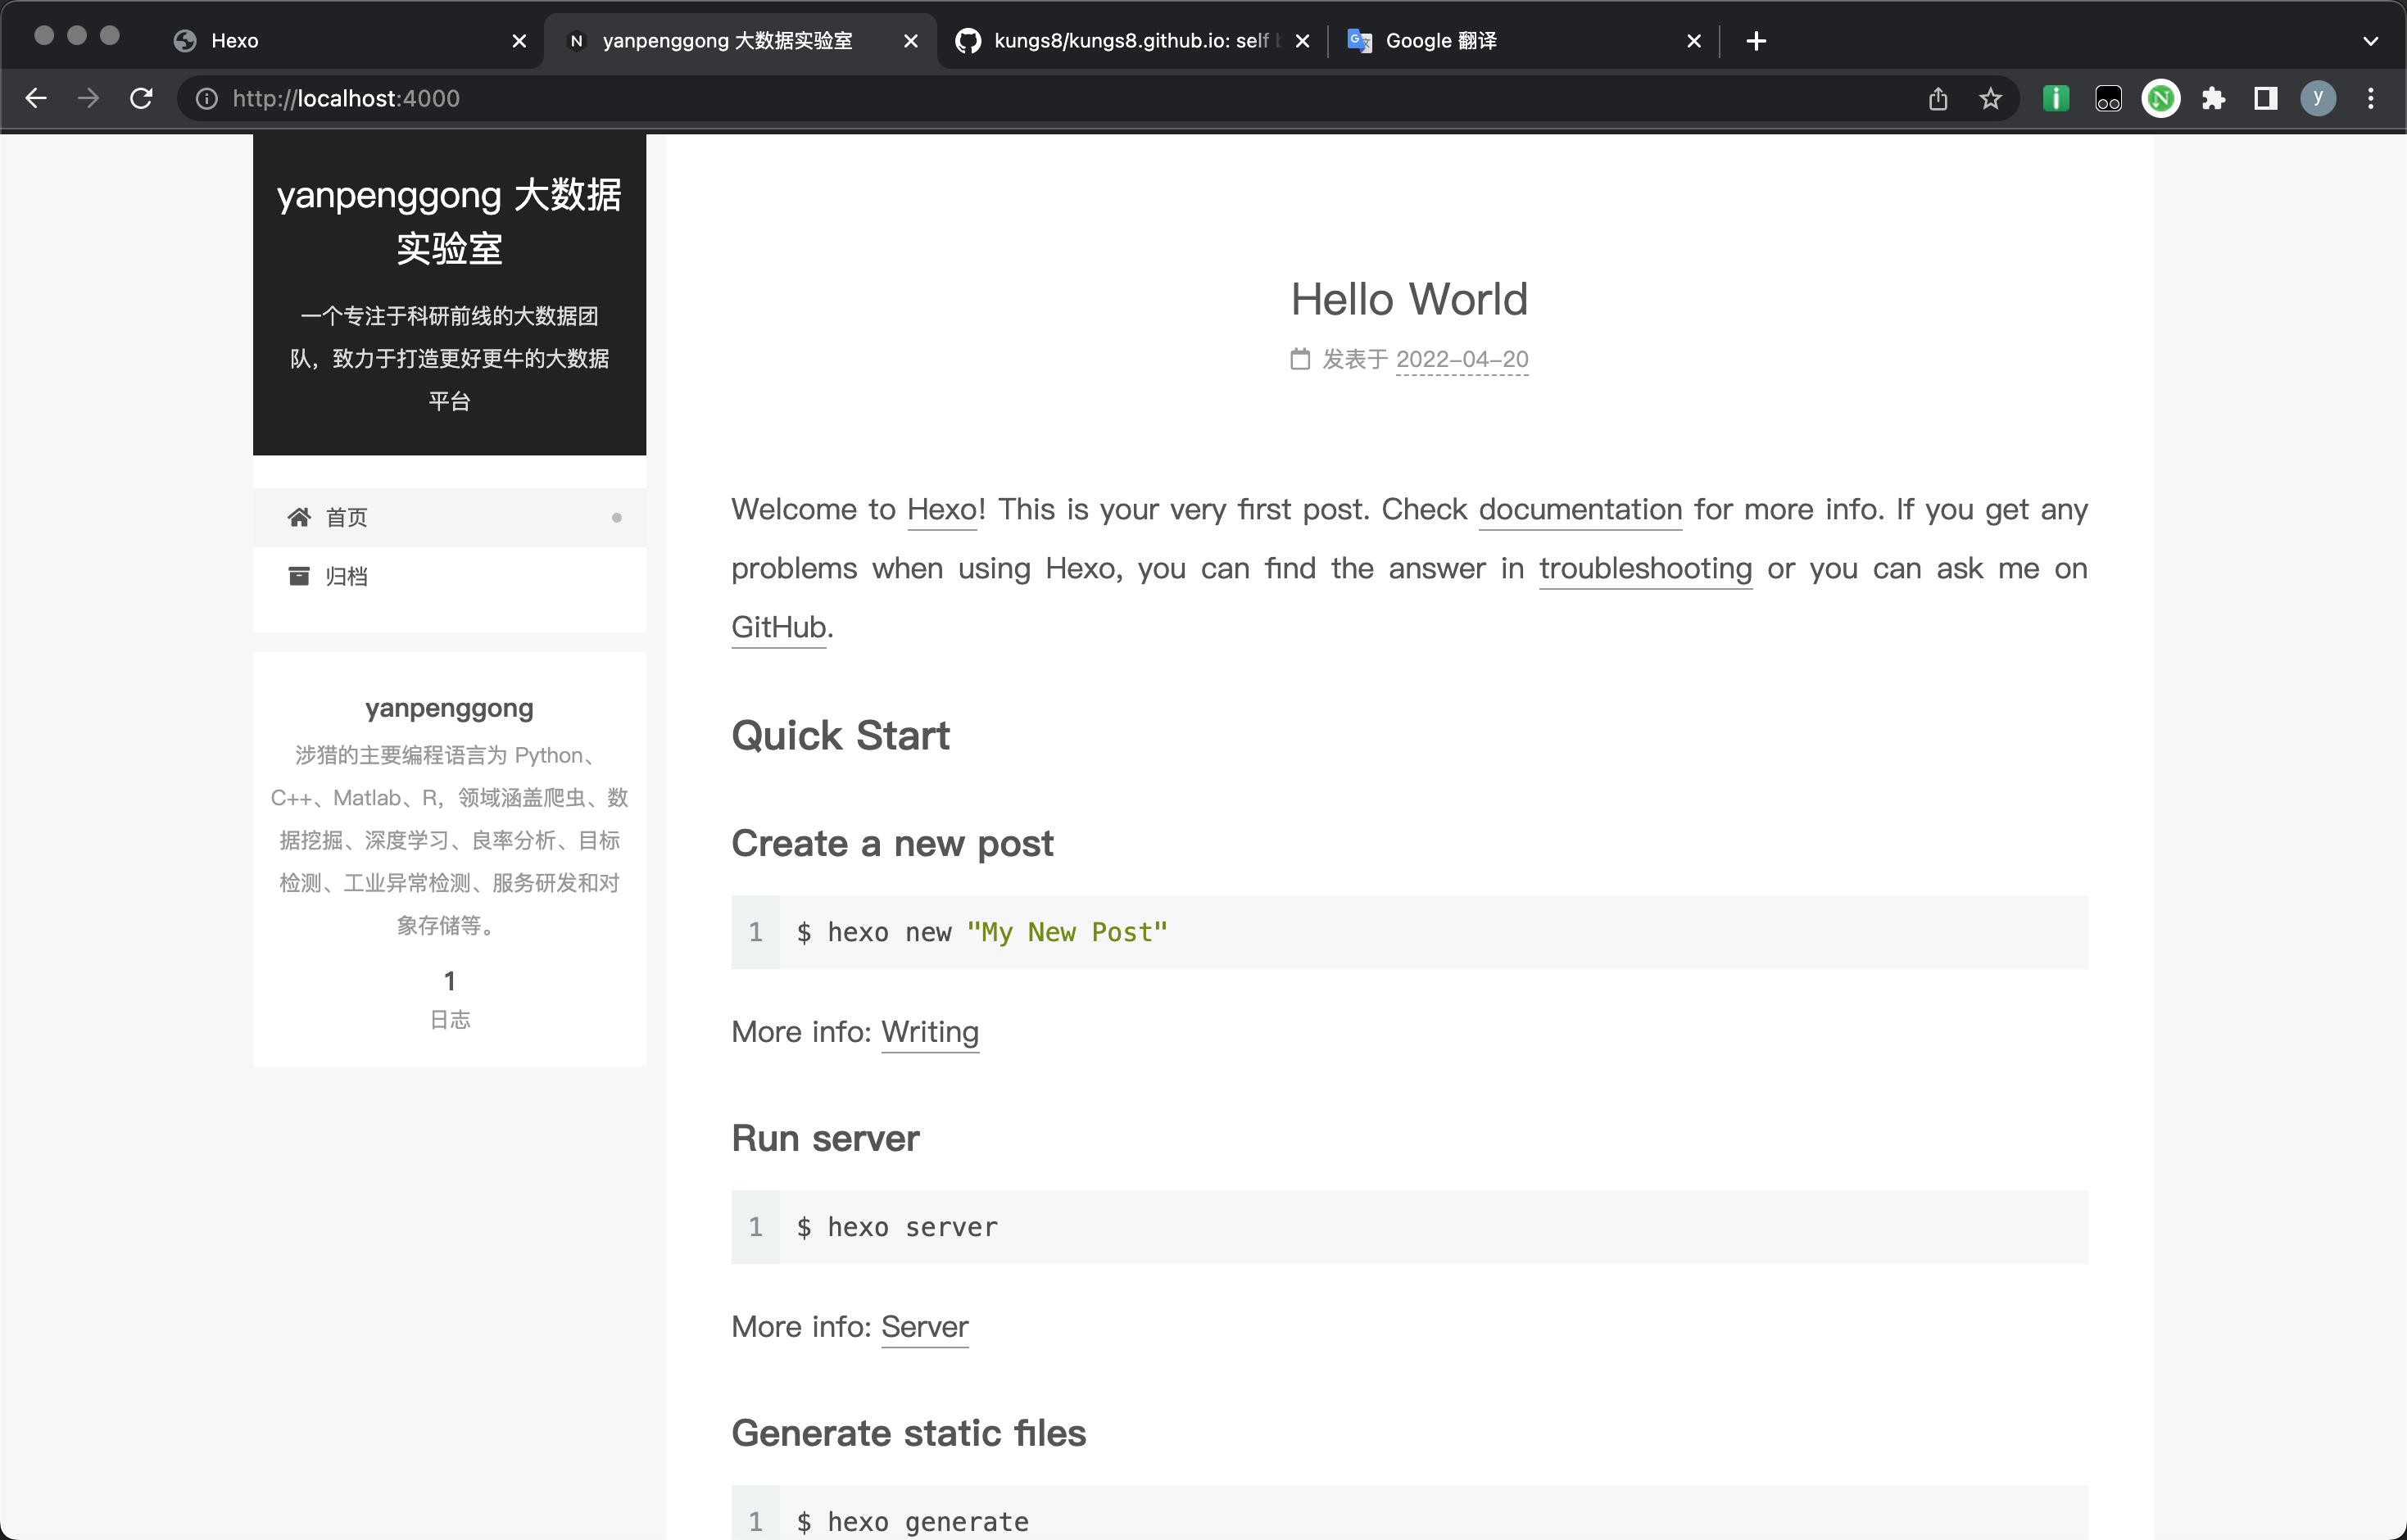 Hexo
yanpenggong 大数据实验室
kungs8/kungs8.github.io: self
Google 翻译
http://localhost:4000
y
yanpenggong 大数据
实验室
一个专注于科研前线的大数据团
队，致力于打造更好更牛的大数据
平台
首页
归档
yanpenggong
涉猎的主要编程语言为 Python、
C++、Matlab、R，领域涵盖爬虫、数
据挖掘、深度学习、良率分析、目标
检测、工业异常检测、服务研发和对
象存储等。
1
日志
Hello World
发表于 2022-04-20
Welcome to Hexo! This is your very first post. Check documentation for more info. If you get any
problems when using Hexo, you can find the answer in troubleshooting or you can ask me on
GitHub.
Quick Start
Create a new post
1 $ hexo new "My New Post"
More info: Writing
Run server
1 $ hexo server
More info: Server
Generate static files
1 $ hexo generate